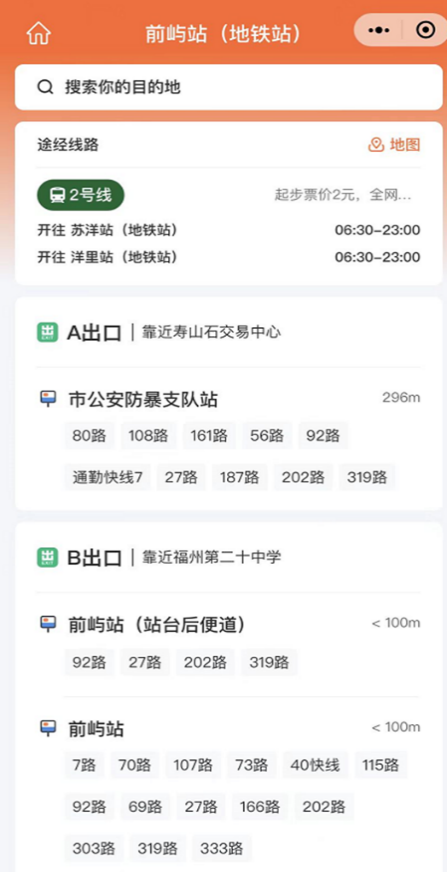 前屿站（地铁站）
搜索你的目的地
途经线路 地图
2号线 起步票价2元，全网...
开往 苏洋站（地铁站） 06:30-23:00
开往 洋里站（地铁站） 06:30-23:00
出 EXIT A出口 | 靠近寿山石交易中心
市公安防暴支队站 296m
80路 108路 161路 56路 92路
通勤快线7 27路 187路 202路 319路
出 EXIT B出口 | 靠近福州第二十中学
前屿站（站台后便道） < 100m
92路 27路 202路 319路
前屿站 < 100m
7路 70路 107路 73路 40快线 115路
92路 69路 27路 166路 202路
303路 319路 333路